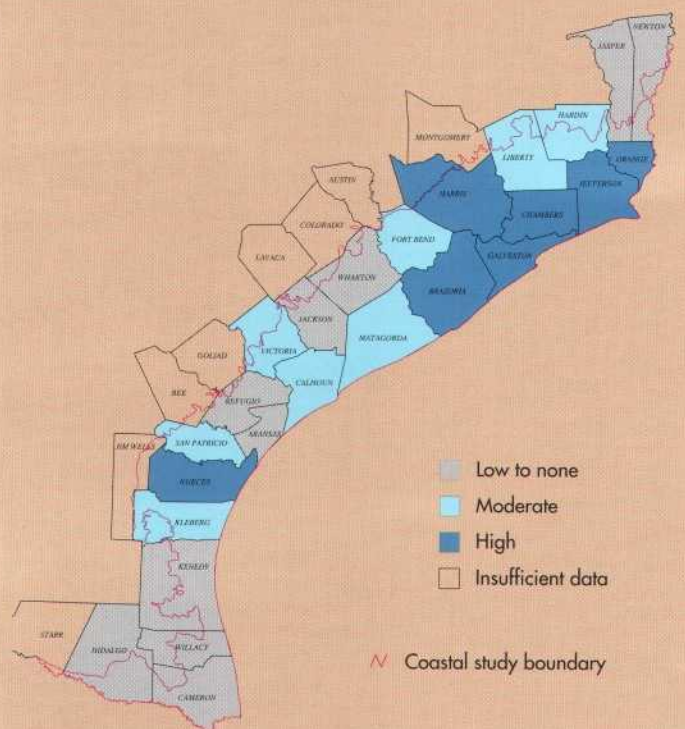 NEWTON
JASPER
HARDIN
MONTGOMERY
LIBERTY
ORANGE
JEFFERSON
AUSTIN
HARRIS
CHAMBERS
COLORADO
FORT BEND
GALVESTON
LAVACA
WHARTON
BRAZORIA
JACKSON
MATAGORDA
GOLIAD
VICTORIA
CALHOUN
BEE
REFUGIO
ARANSAS
JIM WELLS
SAN PATRICIO
NUECES
KLEBERG
KENEDY
STARR
HIDALGO
WILLACY
CAMERON
Low to none
Moderate
High
Insufficient data
Coastal study boundary